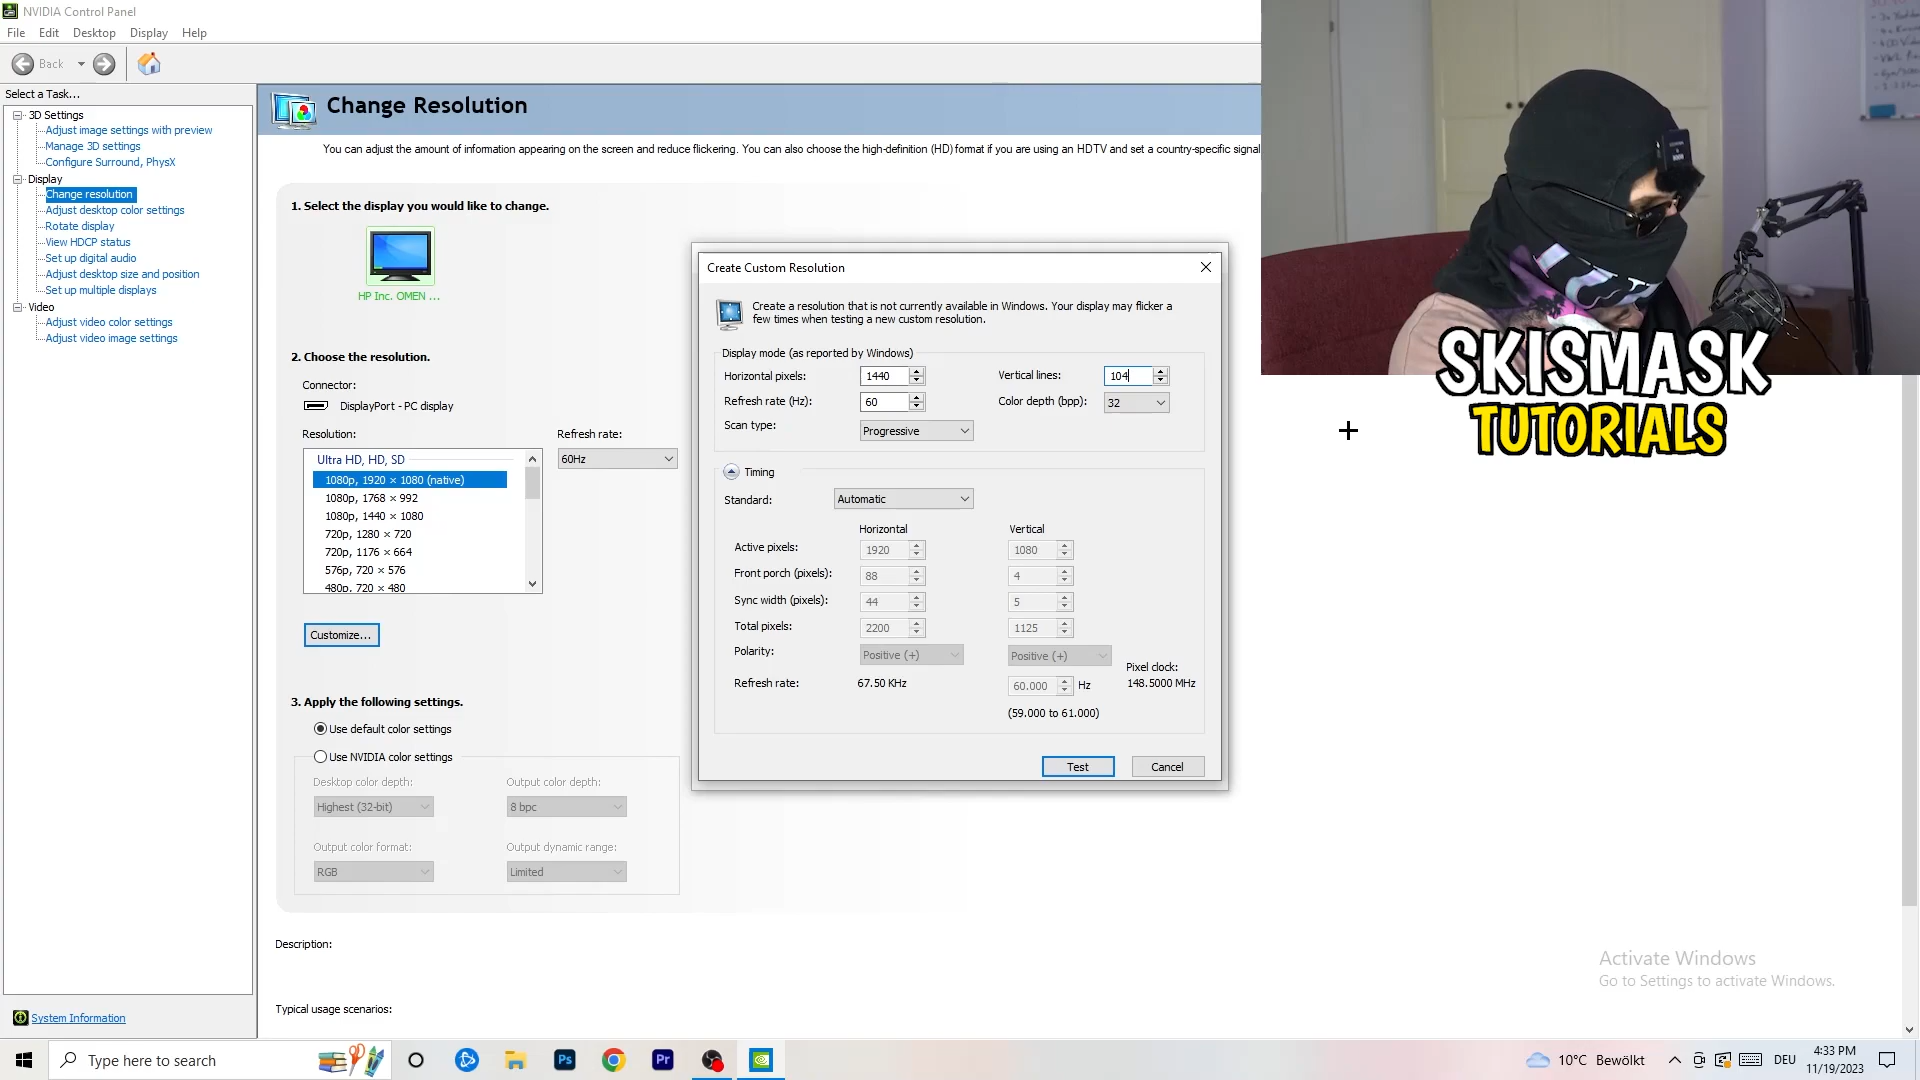 NVIDIA Control Panel
File Edit Desktop Display Help
Back
Select a Task...
3D Settings
Adjust image settings with preview
Manage 3D settings
Configure Surround, PhysX
Display
Change resolution
Adjust desktop color settings
Rotate display
View HDCP status
Set up digital audio
Adjust desktop size and position
Set up multiple displays
Video
Adjust video color settings
Adjust video image settings
System Information
Change Resolution
You can adjust the amount of information appearing on the screen and reduce flickering. You can also choose the high-definition (HD) format if you are using an HDTV and set a country-specific signal
1. Select the display you would like to change.
HP Inc. OMEN ...
2. Choose the resolution.
Connector:
DisplayPort - PC display
Resolution:
Refresh rate:
Ultra HD, HD, SD
60Hz
1080p, 1920 × 1080 (native)
1080p, 1768 × 992
1080p, 1440 × 1080
720p, 1280 × 720
720p, 1176 × 664
576p, 720 × 576
480p, 720 × 480
Customize...
3. Apply the following settings.
Use default color settings
Use NVIDIA color settings
Desktop color depth:
Output color depth:
Highest (32-bit)
8 bpc
Output color format:
Output dynamic range:
RGB
Limited
Description:
Typical usage scenarios:
Create Custom Resolution
Create a resolution that is not currently available in Windows. Your display may flicker a
few times when testing a new custom resolution.
Display mode (as reported by Windows)
Horizontal pixels: 1440 Vertical lines: 104
Refresh rate (Hz): 60 Color depth (bpp): 32
Scan type: Progressive
Timing
Standard: Automatic
Horizontal Vertical
Active pixels: 1920 1080
Front porch (pixels): 88 4
Sync width (pixels): 44 5
Total pixels: 2200 1125
Polarity: Positive (+) Positive (+)
Pixel clock:
Refresh rate: 67.50 KHz 60.000 Hz 148.5000 MHz
(59.000 to 61.000)
Test Cancel
SKISMASK
TUTORIALS
Activate Windows
Go to Settings to activate Windows.
Type here to search
Ps
Pr
10°C Bewölkt
DEU
4:33 PM
11/19/2023